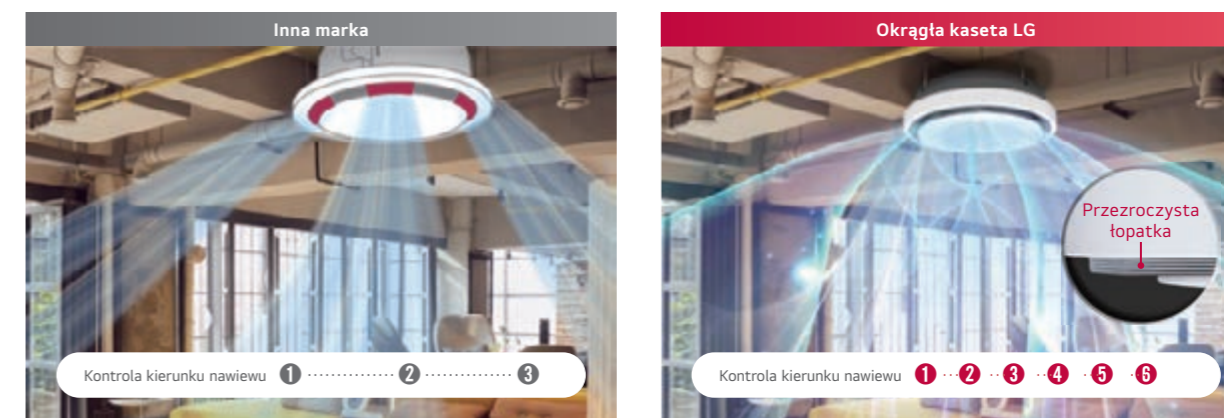 Inna marka
Kontrola kierunku nawiewu 1 2 3
Okrągła kaseta LG
Przezroczysta
łopatka
Kontrola kierunku nawiewu 1 2 3 4 5 6